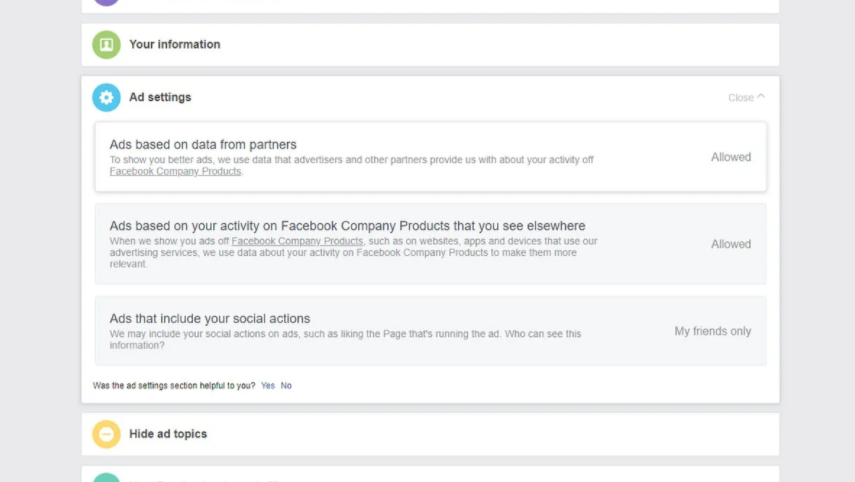 Your information
Ad settings
Close
Ads based on data from partners
To show you better ads, we use data that advertisers and other partners provide us with about your activity off
Facebook Company Products.
Allowed
Ads based on your activity on Facebook Company Products that you see elsewhere
When we show you ads off Facebook Company Products, such as on websites, apps and devices that use our
advertising services, we use data about your activity on Facebook Company Products to make them more
relevant.
Allowed
Ads that include your social actions
We may include your social actions on ads, such as liking the Page that's running the ad. Who can see this
information?
My friends only
Was the ad settings section helpful to you? Yes No
Hide ad topics